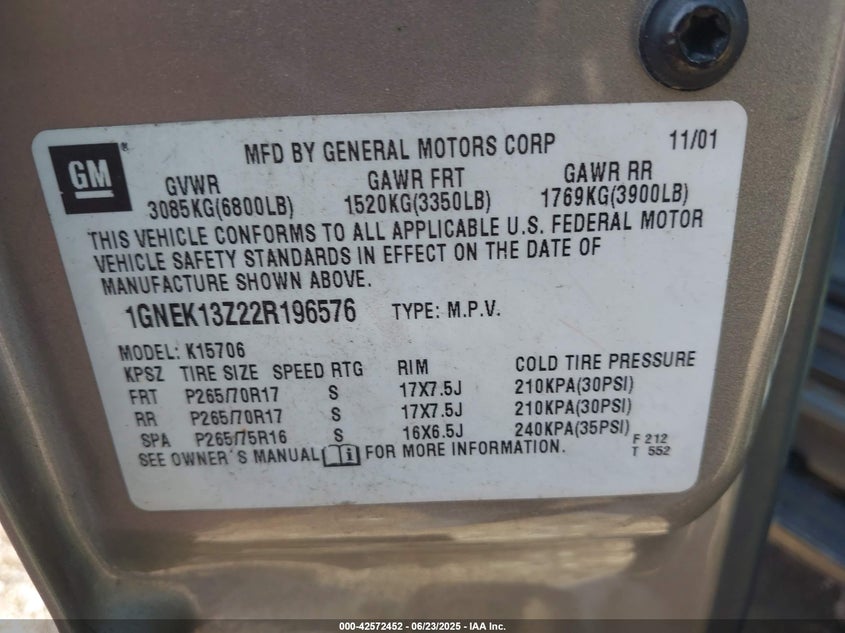 GM ®
MFD BY GENERAL MOTORS CORP 11/01
GVWR GAWR FRT GAWR RR
3085KG(6800LB) 1520KG(3350LB) 1769KG(3900LB)
THIS VEHICLE CONFORMS TO ALL APPLICABLE U.S. FEDERAL MOTOR
VEHICLE SAFETY STANDARDS IN EFFECT ON THE DATE OF
MANUFACTURE SHOWN ABOVE.
1GNEK13Z22R196576 TYPE: M.P.V.
MODEL: K15706
KPSZ TIRE SIZE SPEED RTG RIM COLD TIRE PRESSURE
FRT P265/70R17 S 17X7.5J 210KPA(30PSI)
RR P265/70R17 S 17X7.5J 210KPA(30PSI)
SPA P265/75R16 S 16X6.5J 240KPA(35PSI)
SEE OWNER'S MANUAL FOR MORE INFORMATION.
F 212
T 552
000-42572452 - 06/23/2025 - IAA Inc.